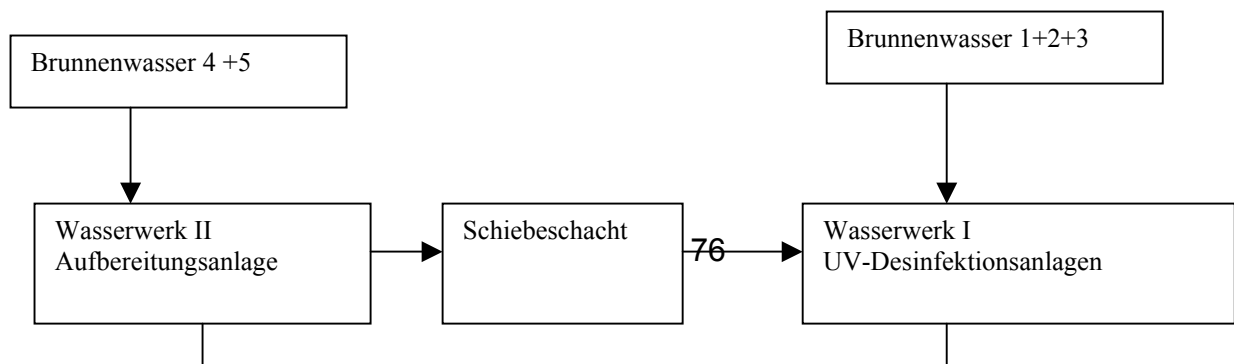 Brunnenwasser 4 +5
Brunnenwasser 1+2+3
Wasserwerk II
Aufbereitungsanlage
Schiebeschacht
76
Wasserwerk I
UV-Desinfektionsanlagen